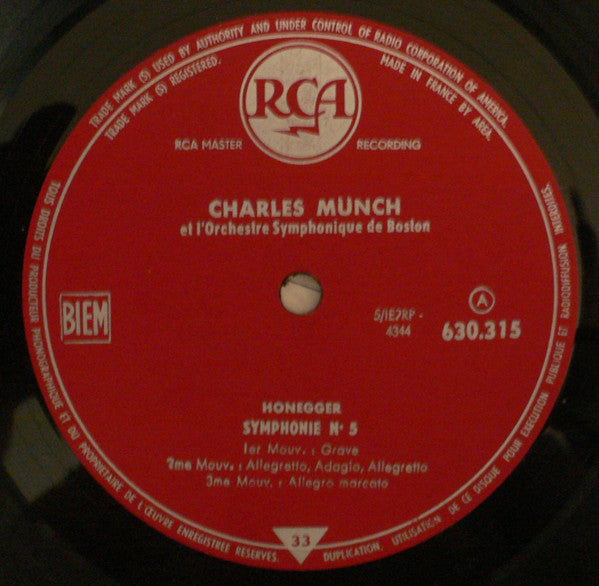 TRADE MARK (S) USED BY AUTHORITY AND UNDER CONTROL OF RADIO CORPORATION OF AMERICA.
TRADE MARK (S) REGISTERED.
MADE IN FRANCE BY AREA.
RCA
RCA MASTER RECORDING
CHARLES MUNCH
et l'Orchestre Symphonique de Boston
BIEM
A
5/IE2RP -
4344
630.315
HONEGGER
SYMPHONIE N° 5
1er Mouv. : Grave
2me Mouv. : Allegretto, Adagio, Allegretto
3me Mouv. : Allegro marcato
33
TOUS DROITS DU PRODUCTEUR PHONOGRAPHIQUE ET DU PROPRIETAIRE DE L'ŒUVRE ENREGISTREE RESERVES. DUPLICATION, UTILISATION DE CE DISQUE POUR EXECUTION PUBLIQUE ET RADIODIFFUSION INTERDITES.